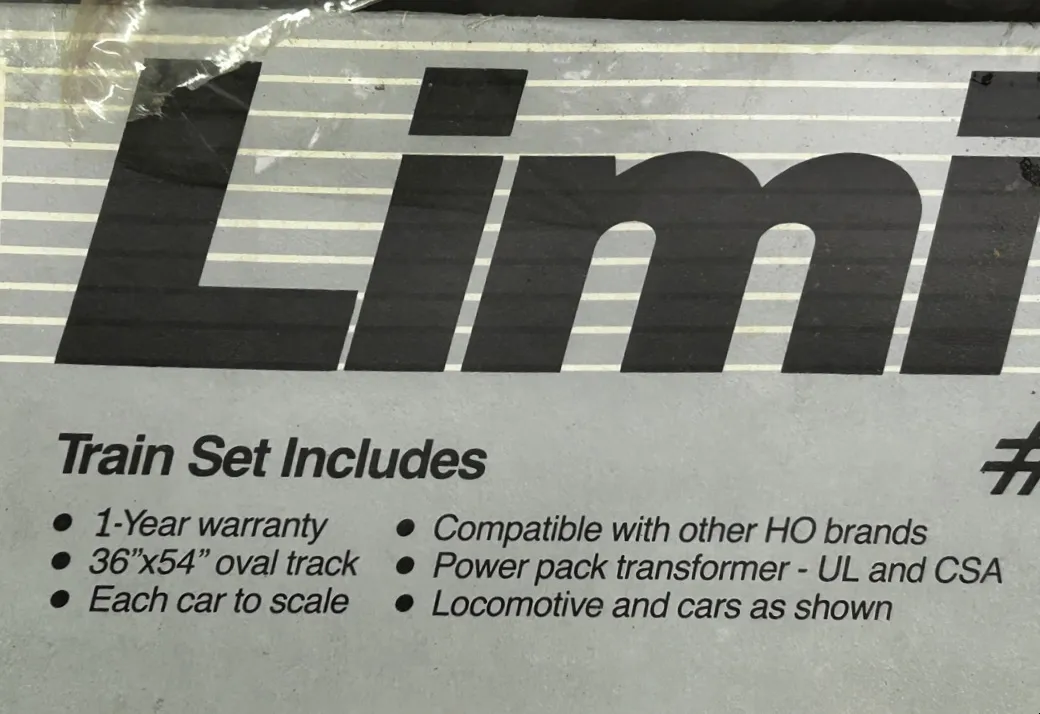 Limi
Train Set Includes
#
● 1-Year warranty
● 36”x54” oval track
● Each car to scale
● Compatible with other HO brands
● Power pack transformer - UL and CSA
● Locomotive and cars as shown